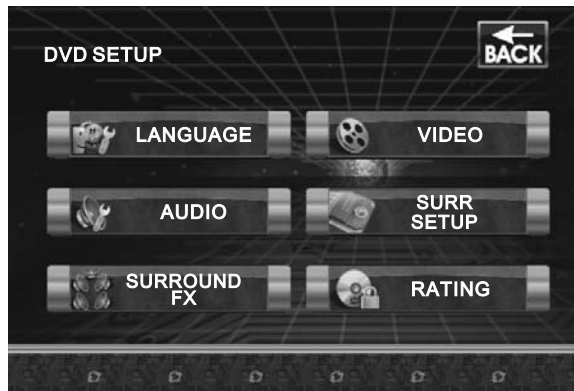 DVD SETUP
BACK
LANGUAGE
VIDEO
AUDIO
SURR
SETUP
SURROUND
FX
RATING